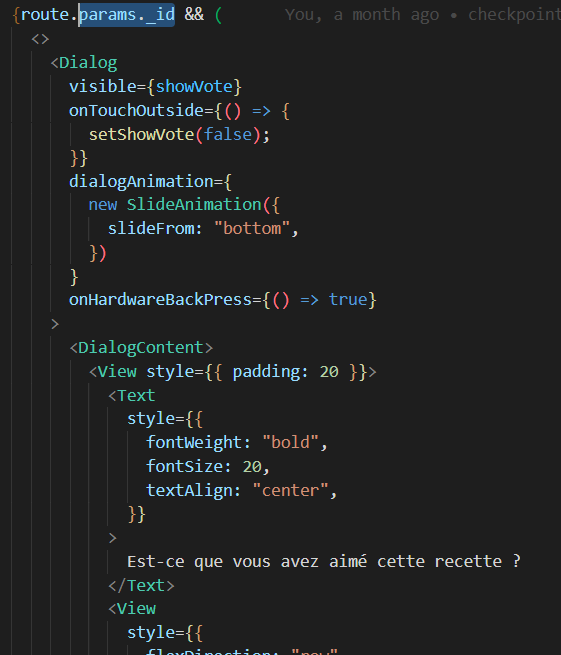 {route.params._id && ( You, a month ago • checkpoint
<>
<Dialog
visible={showVote}
onTouchOutside={() => {
setShowVote(false);
}}
dialogAnimation={
new SlideAnimation({
slideFrom: "bottom",
})
}
onHardwareBackPress={() => true}
>
<DialogContent>
<View style={{ padding: 20 }}>
<Text
style={{
fontWeight: "bold",
fontSize: 20,
textAlign: "center",
}}
>
Est-ce que vous avez aimé cette recette ?
</Text>
<View
style={{
flexDirection: "row",